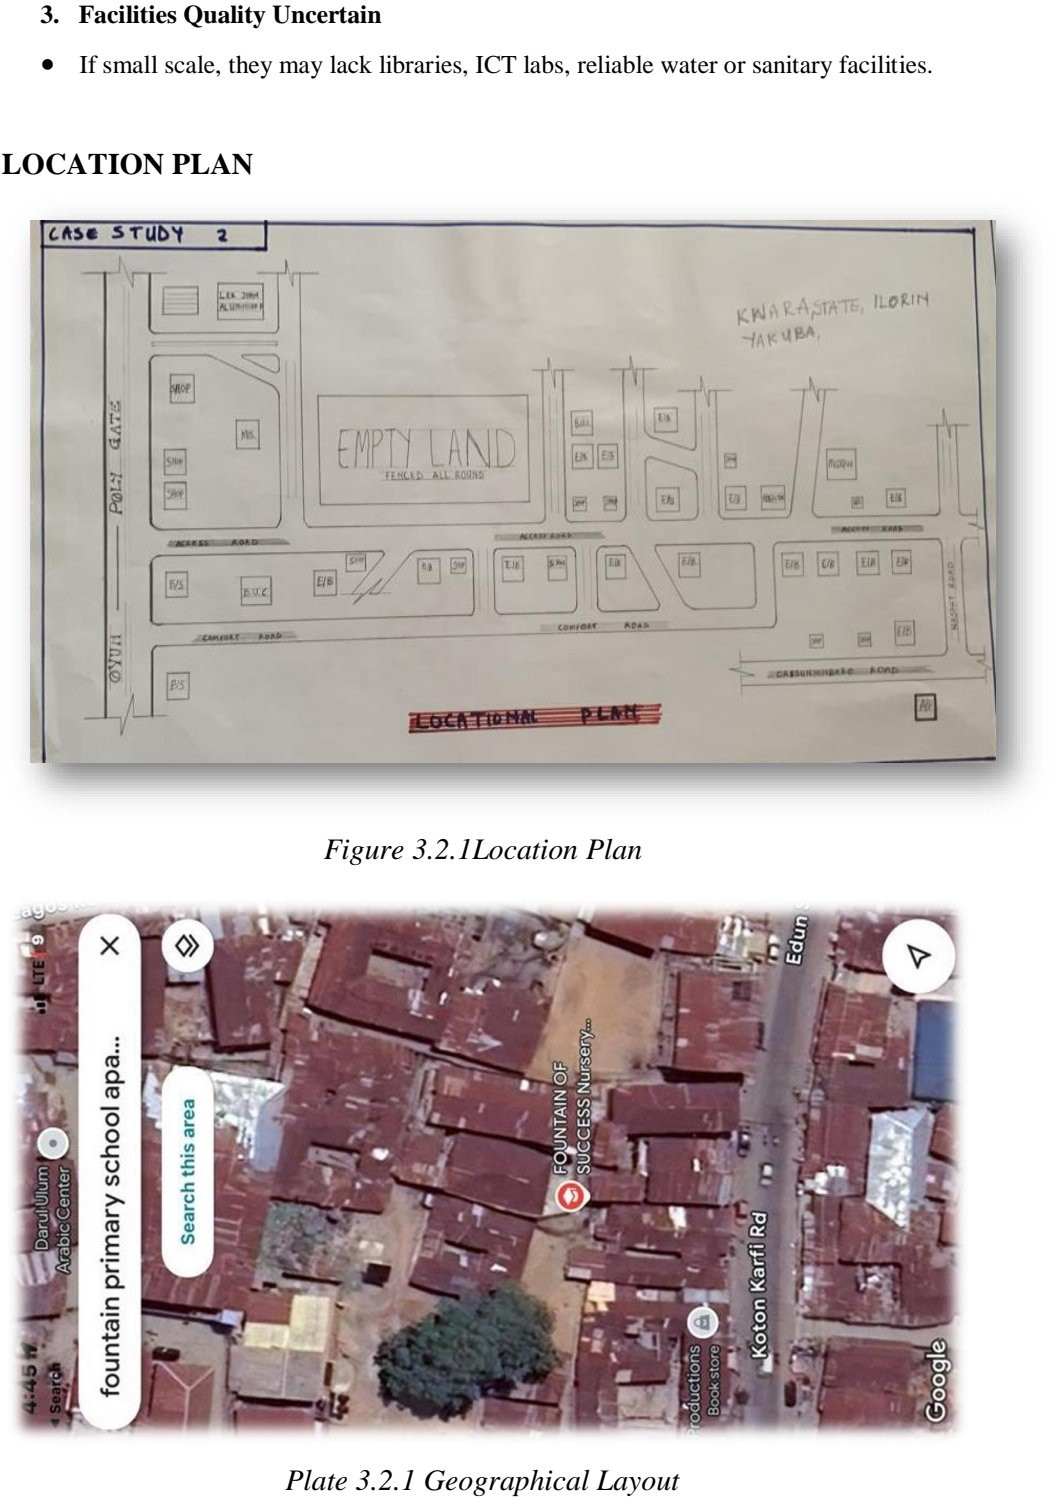 3. Facilities Quality Uncertain
• If small scale, they may lack libraries, ICT labs, reliable water or sanitary facilities.
LOCATION PLAN
CASE STUDY 2
KWARA STATE, ILORIN
YAKUBA,
SHOP
SHOP
SHOP
EMPTY LAND
FENCED ALL ROUND
OYUN POLY GATE
ACCESS ROAD
ACCESS ROAD
ACCESS ROAD
E/B
E/B
E/B
E/B
E/B
E/B
B/S
E/B
SHOP
E/B
E/B
E/B
E/B
E/B
E/B
E/B
COMFORT ROAD
COMFORT ROAD
E/B
B/S
LOCATIONAL PLAN
Figure 3.2.1Location Plan
4:45
LTE 9
Search
fountain primary school apa...
Search this area
Darul Ulum
Arabic Center
FOUNTAIN OF
SUCCESS Nursery...
Edun
Koton Karfi Rd
roductions
Book store
Google
Plate 3.2.1 Geographical Layout